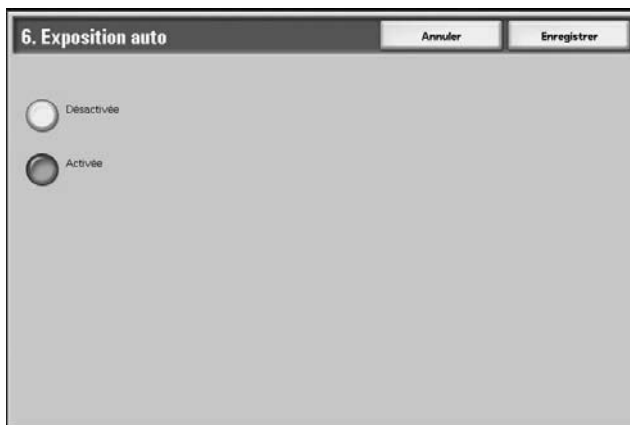 6. Exposition auto
Annuler
Enregistrer
Désactivée
Activée